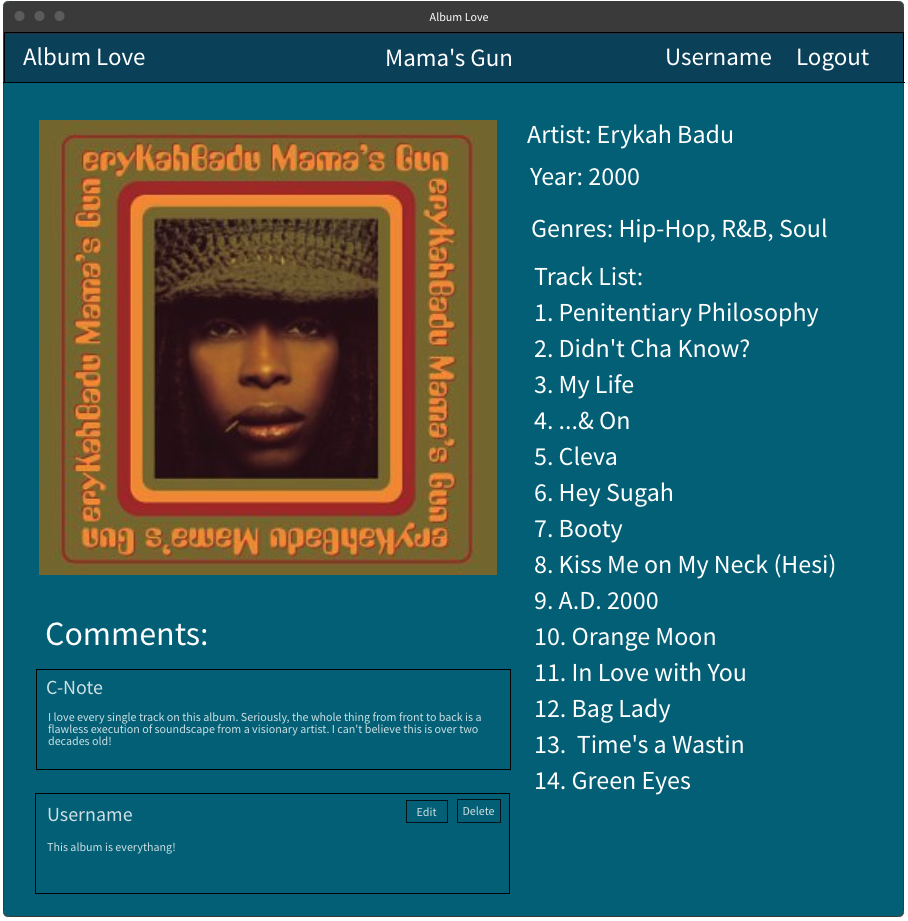 Album Love
Album Love
Mama's Gun
Username
Logout
eryKahBadu Mama's Gun
eryKahBadu Mama's Gun
eryKahBadu Mama's Gun
eryKahBadu Mama's Gun
Artist: Erykah Badu
Year: 2000
Genres: Hip-Hop, R&B, Soul
Track List:
1. Penitentiary Philosophy
2. Didn't Cha Know?
3. My Life
4. ...& On
5. Cleva
6. Hey Sugah
7. Booty
8. Kiss Me on My Neck (Hesi)
9. A.D. 2000
10. Orange Moon
11. In Love with You
12. Bag Lady
13. Time's a Wastin
14. Green Eyes
Comments:
C-Note
I love every single track on this album. Seriously, the whole thing from front to back is a
flawless execution of soundscape from a visionary artist. I can't believe this is over two
decades old!
Username
Edit
Delete
This album is everythang!